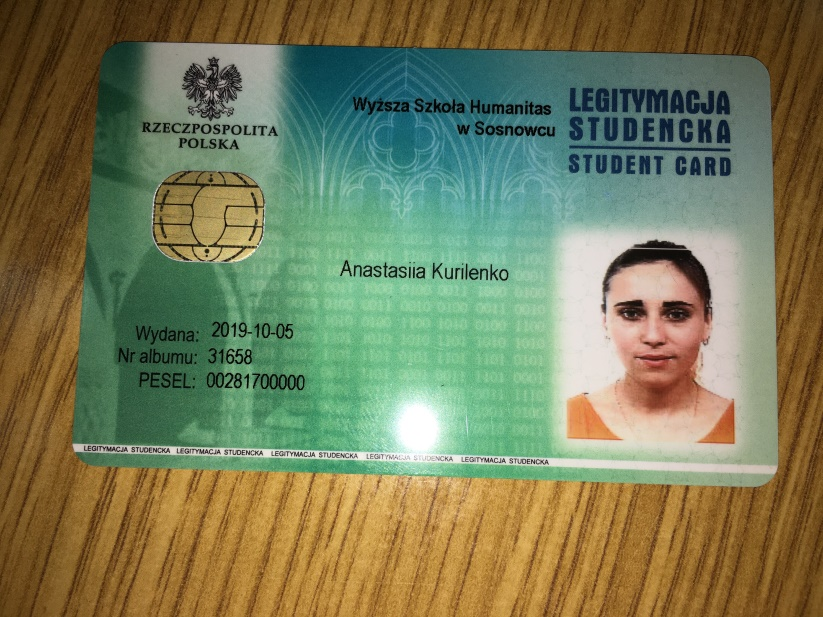 RZECZPOSPOLITA
POLSKA
Wyższa Szkoła Humanitas
w Sosnowcu
LEGITYMACJA
STUDENCKA
STUDENT CARD
Anastasiia Kurilenko
Wydana: 2019-10-05
Nr albumu: 31658
PESEL: 00281700000
LEGITYMACJA STUDENCKA LEGITYMACJA STUDENCKA LEGITYMACJA STUDENCKA LEGITYMACJA STUDENCKA LEGITYMACJA STUDENCKA